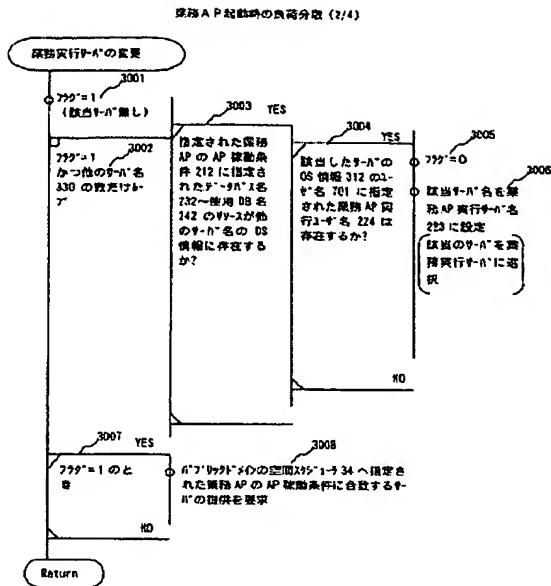 業務AP起動時の負荷分散 (2/4)
業務実行サーバの変更
3001
フラグ=1
(該当サーバ無し)
3002
フラグ=1
かつ他のサーバ名
330 の数だけルー
プ
3003
YES
指定された業務
AP の AP 稼動条
件 212 に指定さ
れたデータベース名
232〜使用 DB 名
242 のリソースが他
のサーバ名の OS
情報に存在する
か?
3004
YES
該当したサーバの
OS 情報 312 のユー
ザ名 701 に指定
された業務 AP 実
行ユーザ名 224 は
存在するか?
NO
3005
フラグ=0
3006
該当サーバ名を業
務 AP 実行サーバ名
223 に設定
(該当のサーバを業
務実行サーバに選
択)
3007
YES
フラグ=1 のと
き
NO
3008
パブリックドメインの空間スケジューラ 34 へ指定さ
れた業務 AP の AP 稼動条件に合致するサー
バの提供を要求
Return